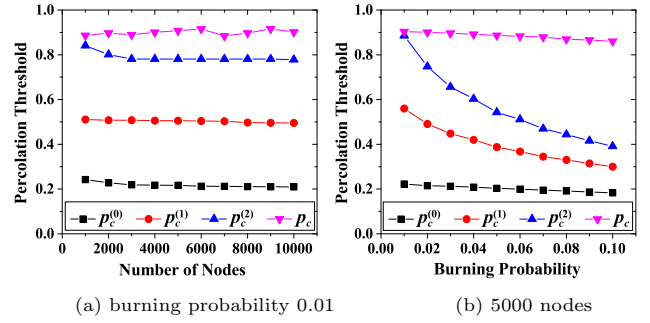 1.0
0.8
0.6
0.4
0.2
0.0
Percolation Threshold
p_c^(0) p_c^(1) p_c^(2) p_c
0 2000 4000 6000 8000 10000
Number of Nodes
(a) burning probability 0.01
1.0
0.8
0.6
0.4
0.2
0.0
Percolation Threshold
p_c^(0) p_c^(1) p_c^(2) p_c
0.00 0.02 0.04 0.06 0.08 0.10
Burning Probability
(b) 5000 nodes